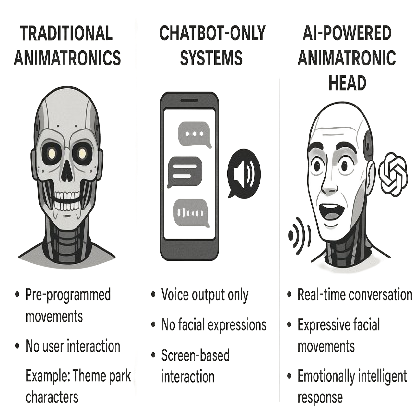 TRADITIONAL
ANIMATRONICS
• Pre-programmed
movements
• No user interaction
Example: Theme park
characters
CHATBOT-ONLY
SYSTEMS
• Voice output only
• No facial expressions
• Screen-based
interaction
AI-POWERED
ANIMATRONIC
HEAD
• Real-time conversation
• Expressive facial
movements
• Emotionally intelligent
response